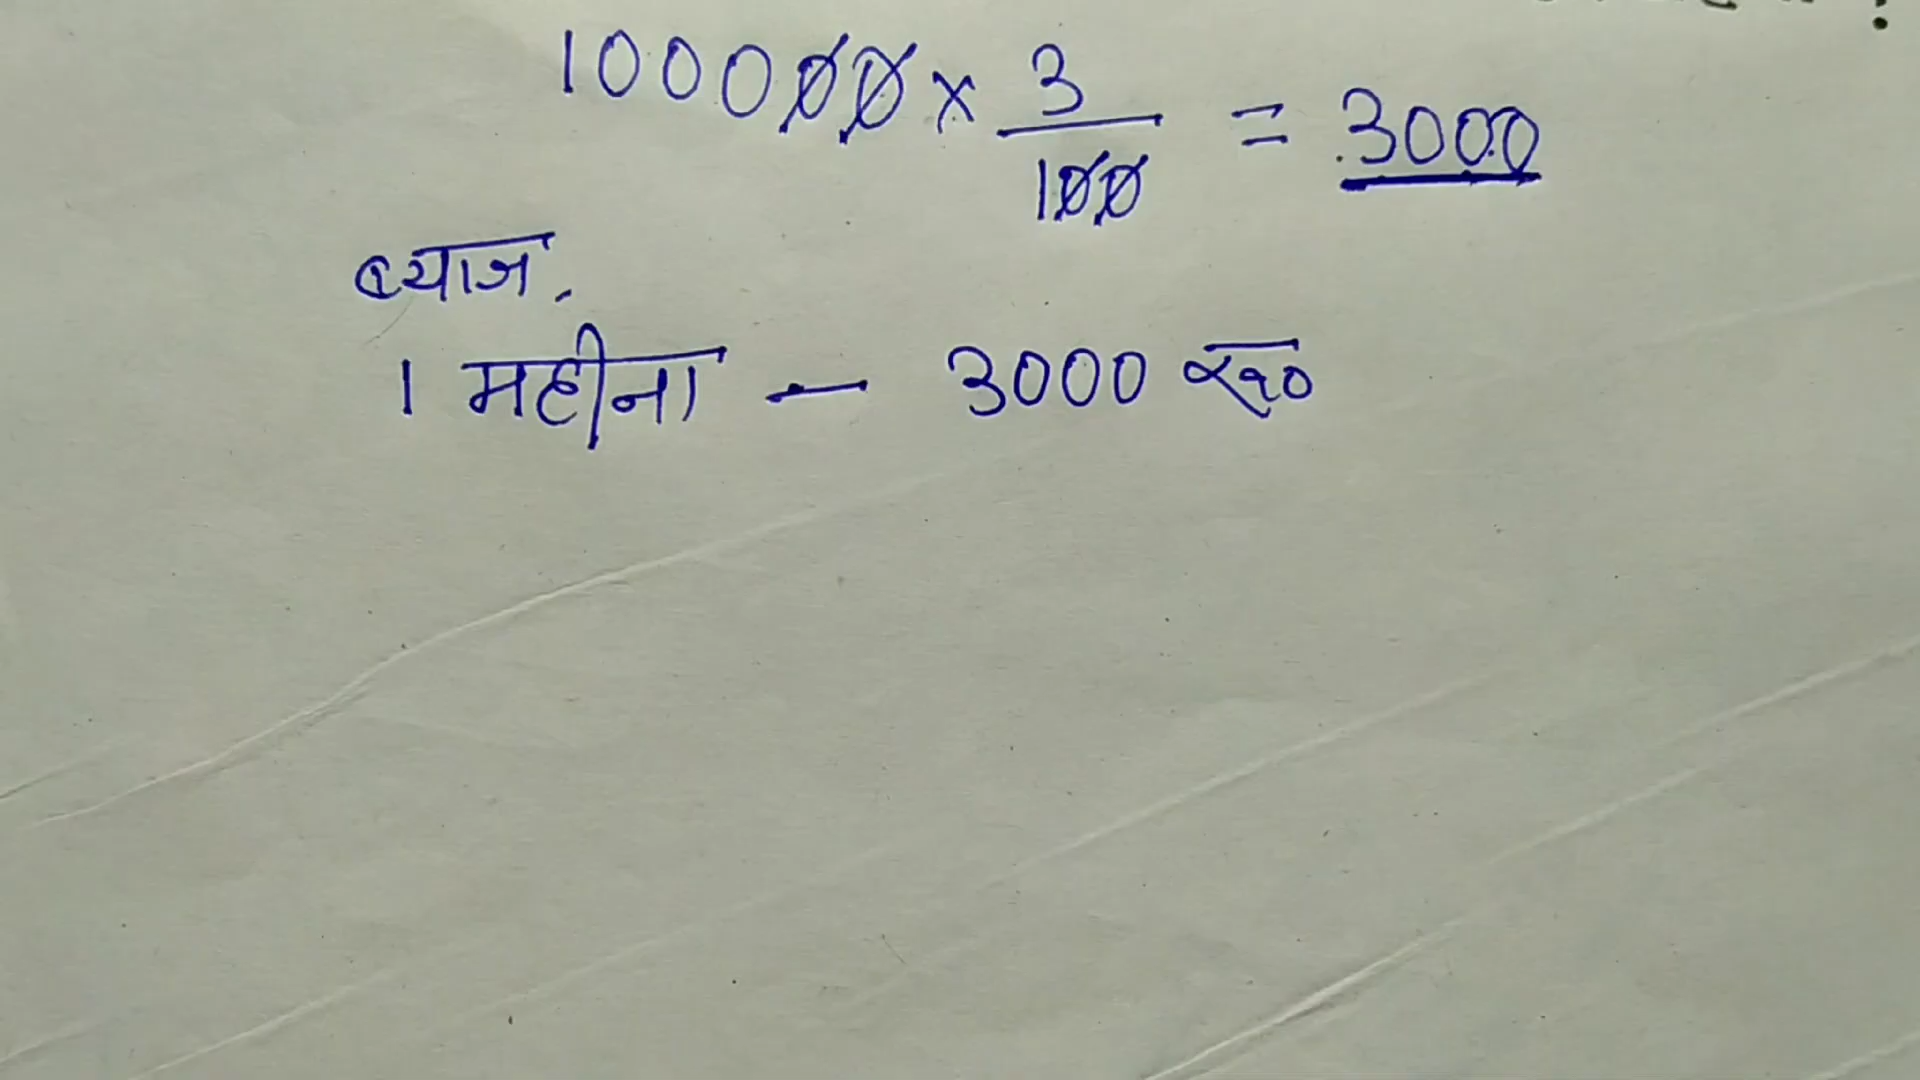 100000 × 3/100 = 3000
ब्याज.
1 महीना — 3000 रु०